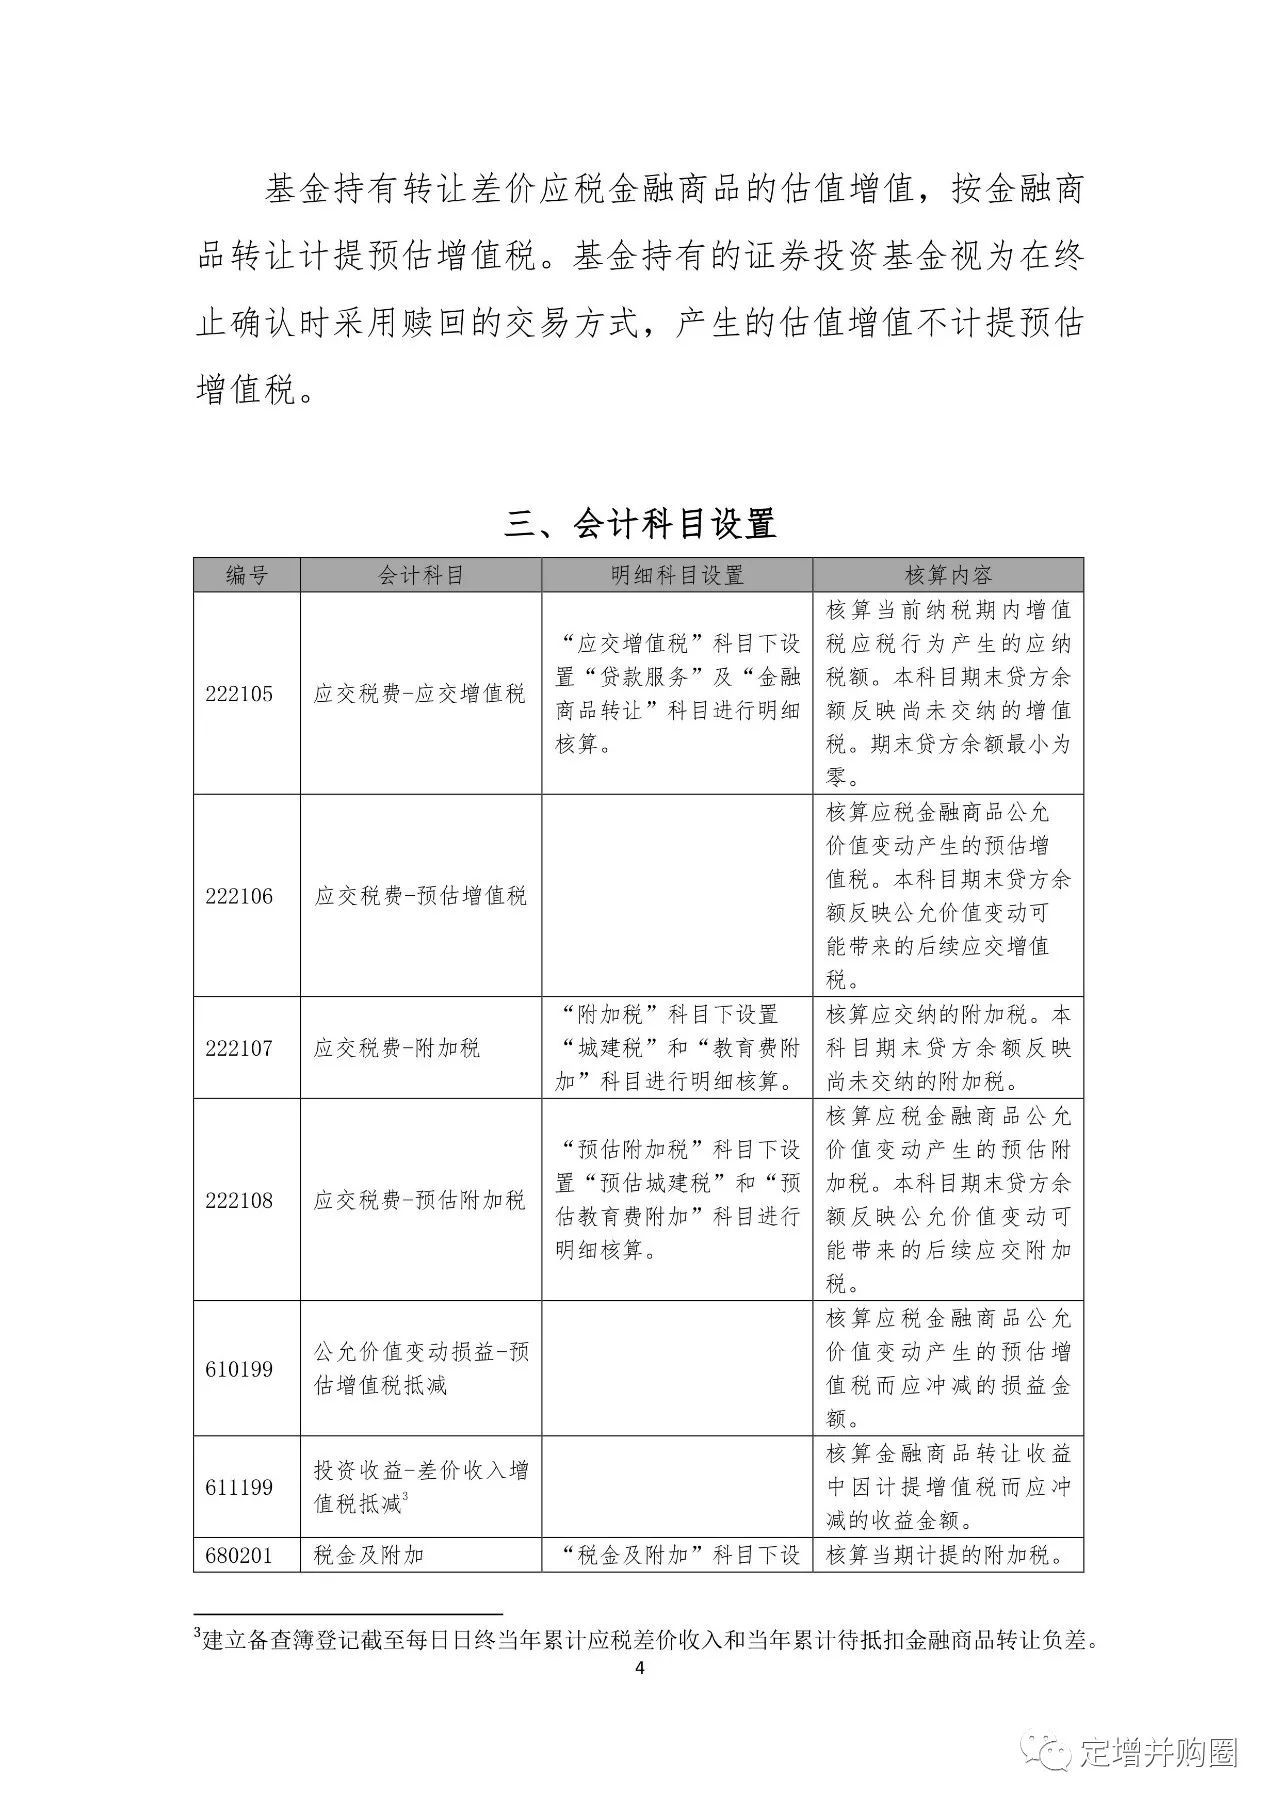 基金持有转让差价应税金融商品的估值增值，按金融商
品转让计提预估增值税。基金持有的证券投资基金视为在终
止确认时采用赎回的交易方式，产生的估值增值不计提预估
增值税。
三、会计科目设置
编号 会计科目 明细科目设置 核算内容
222105
应交税费-应交增值税
“应交增值税”科目下设
置“贷款服务”及“金融
商品转让”科目进行明细
核算。
核算当前纳税期内增值
税应税行为产生的应纳
税额。本科目期末贷方余
额反映尚未交纳的增值
税。期末贷方余额最小为
零。
222106
应交税费-预估增值税
核算应税金融商品公允
价值变动产生的预估增
值税。本科目期末贷方余
额反映公允价值变动可
能带来的后续应交增值
税。
222107
应交税费-附加税
“附加税”科目下设置
“城建税”和“教育费附
加”科目进行明细核算。
核算应交纳的附加税。本
科目期末贷方余额反映
尚未交纳的附加税。
222108
应交税费-预估附加税
“预估附加税”科目下设
置“预估城建税”和“预
估教育费附加”科目进行
明细核算。
核算应税金融商品公允
价值变动产生的预估附
加税。本科目期末贷方余
额反映公允价值变动可
能带来的后续应交附加
税。
610199
公允价值变动损益-预
估增值税抵减
核算应税金融商品公允
价值变动产生的预估增
值税而应冲减的损益金
额。
611199
投资收益-差价收入增
值税抵减3
核算金融商品转让收益
中因计提增值税而应冲
减的收益金额。
680201 税金及附加 “税金及附加”科目下设 核算当期计提的附加税。
3建立备查簿登记截至每日日终当年累计应税差价收入和当年累计待抵扣金融商品转让负差。
4
定增并购圈